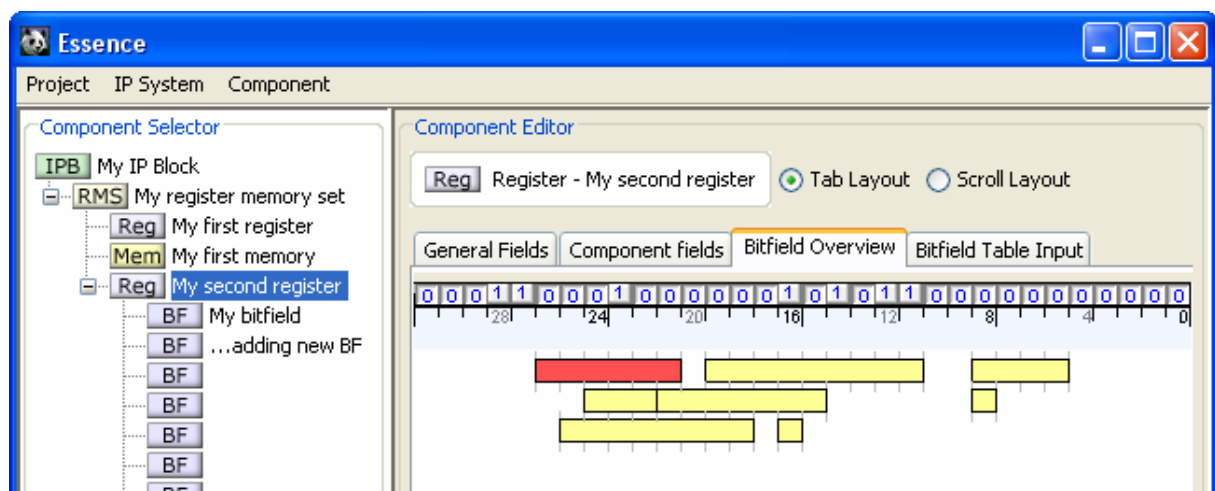 Essence
Project IP System Component
Component Selector
IPB My IP Block
RMS My register memory set
Reg My first register
Mem My first memory
Reg My second register
BF My bitfield
BF ...adding new BF
BF
BF
BF
BF
Component Editor
Reg Register - My second register Tab Layout Scroll Layout
General Fields Component fields Bitfield Overview Bitfield Table Input
0 0 0 1 1 0 0 0 1 0 0 0 0 0 0 1 0 1 0 1 1 0 0 0 0 0 0 0 0 0 0 0
28 24 20 16 12 8 4 0